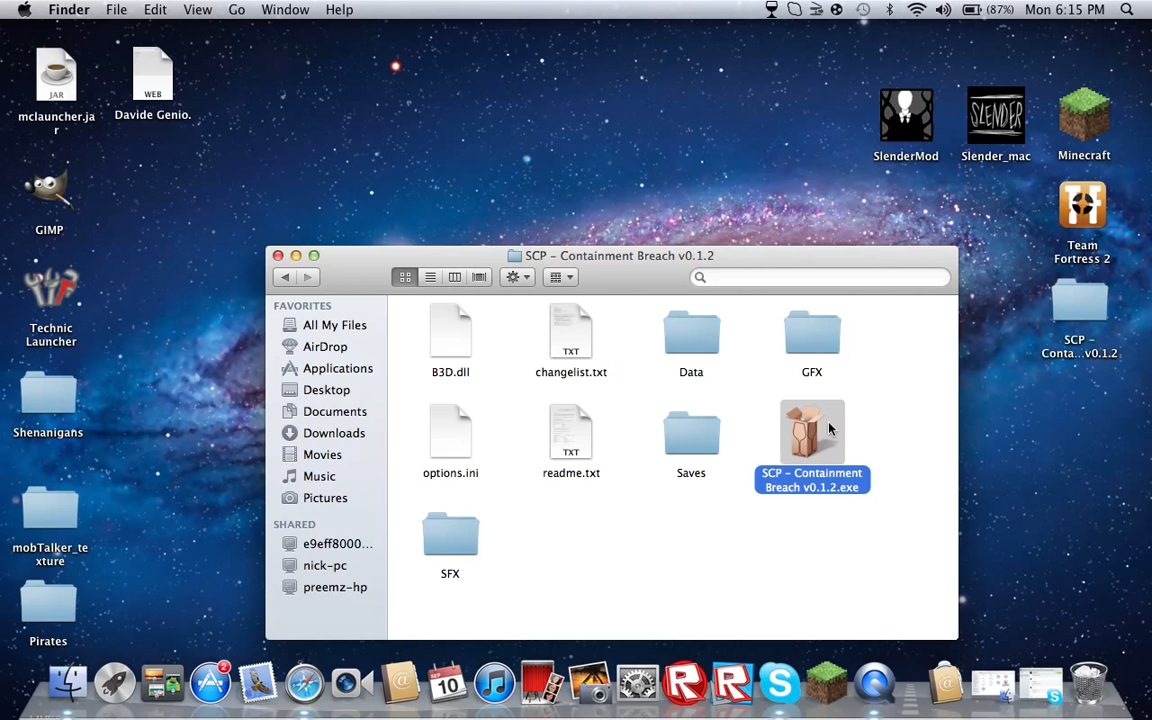 Finder File Edit View Go Window Help (87%) Mon 6:15 PM
JAR
mclauncher.ja
r
WEB
Davide Genio.
SLENDER
SlenderMod
Slender_mac
Minecraft
GIMP
Team
Fortress 2
Technic
Launcher
SCP -
Conta...v0.1.2
Shenanigans
mobTalker_te
xture
Pirates
SCP - Containment Breach v0.1.2
FAVORITES
All My Files
AirDrop
Applications
Desktop
Documents
Downloads
Movies
Music
Pictures
SHARED
e9eff8000...
nick-pc
preemz-hp
B3D.dll
TXT
changelist.txt
Data
GFX
options.ini
TXT
readme.txt
Saves
SCP - Containment
Breach v0.1.2.exe
SFX
2
10